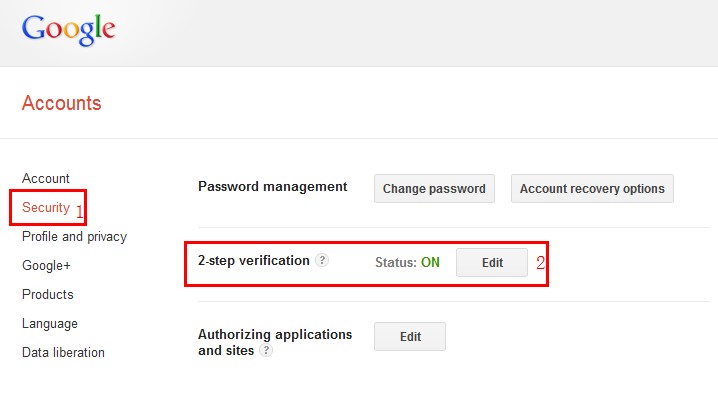 Google
Accounts
Account
Security 1
Profile and privacy
Google+
Products
Language
Data liberation
Password management Change password Account recovery options
2-step verification ? Status: ON Edit 2
Authorizing applications
and sites ? Edit